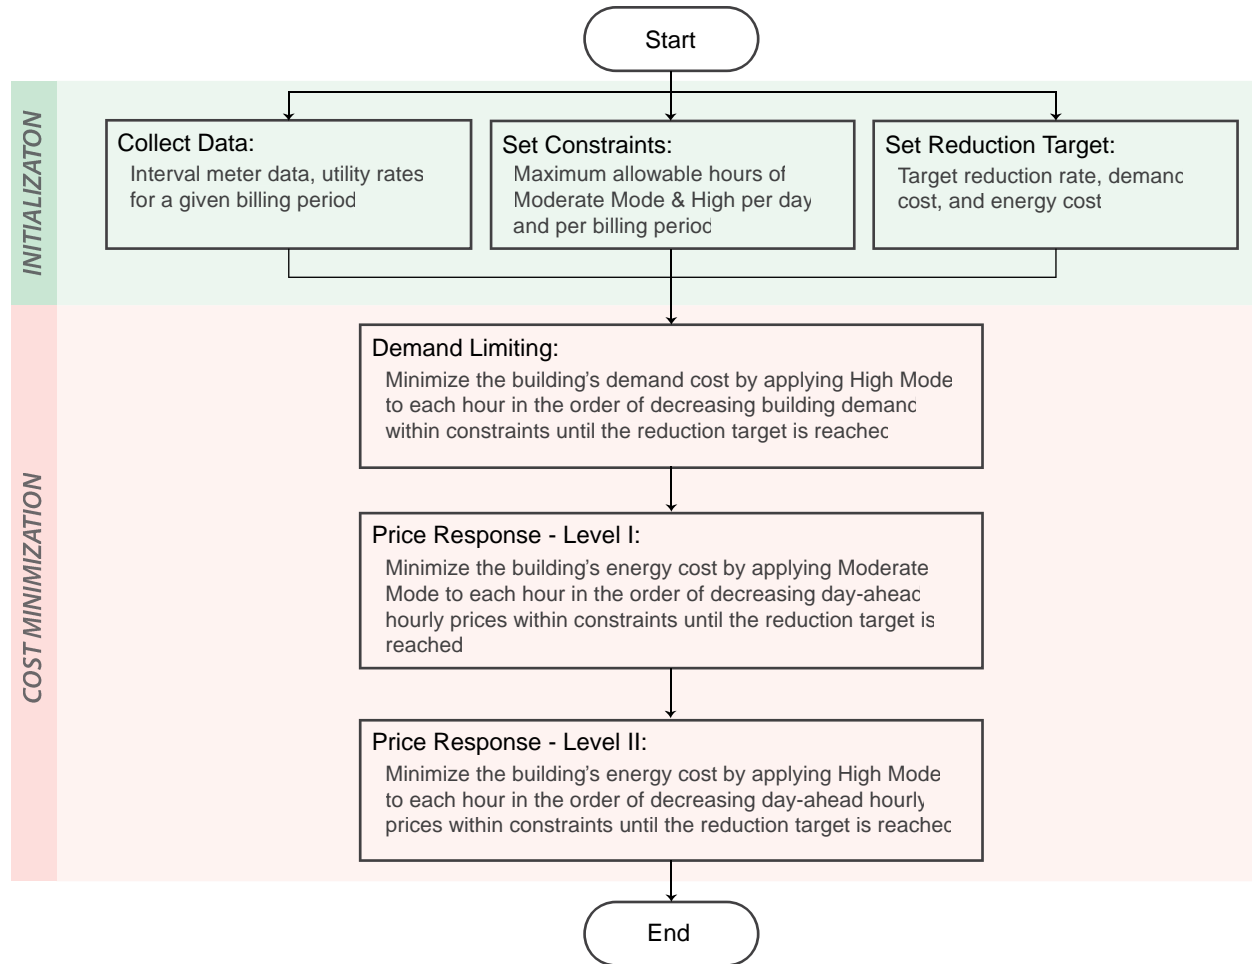 Start
INITIALIZATON
Collect Data:
Interval meter data, utility rates
for a given billing period
Set Constraints:
Maximum allowable hours of
Moderate Mode & High per day
and per billing period
Set Reduction Target:
Target reduction rate, demand
cost, and energy cost
COST MINIMIZATION
Demand Limiting:
Minimize the building's demand cost by applying High Mode
to each hour in the order of decreasing building demand
within constraints until the reduction target is reached
Price Response - Level I:
Minimize the building's energy cost by applying Moderate
Mode to each hour in the order of decreasing day-ahead
hourly prices within constraints until the reduction target is
reached
Price Response - Level II:
Minimize the building's energy cost by applying High Mode
to each hour in the order of decreasing day-ahead hourly
prices within constraints until the reduction target is reached
End